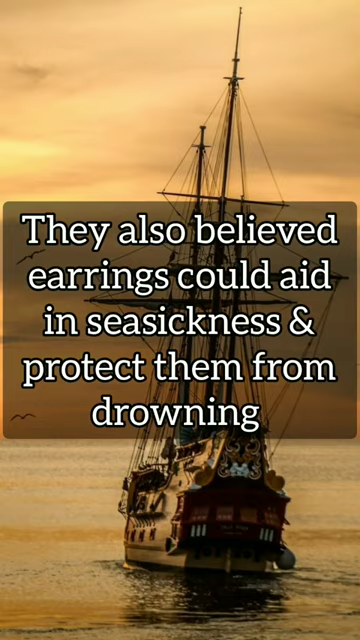 They also believed
earrings could aid
in seasickness &
protect them from
drowning